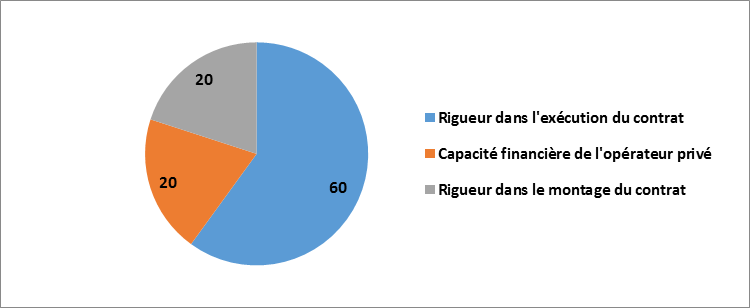 20
20
60
Rigueur dans l'exécution du contrat
Capacité financière de l'opérateur privé
Rigueur dans le montage du contrat